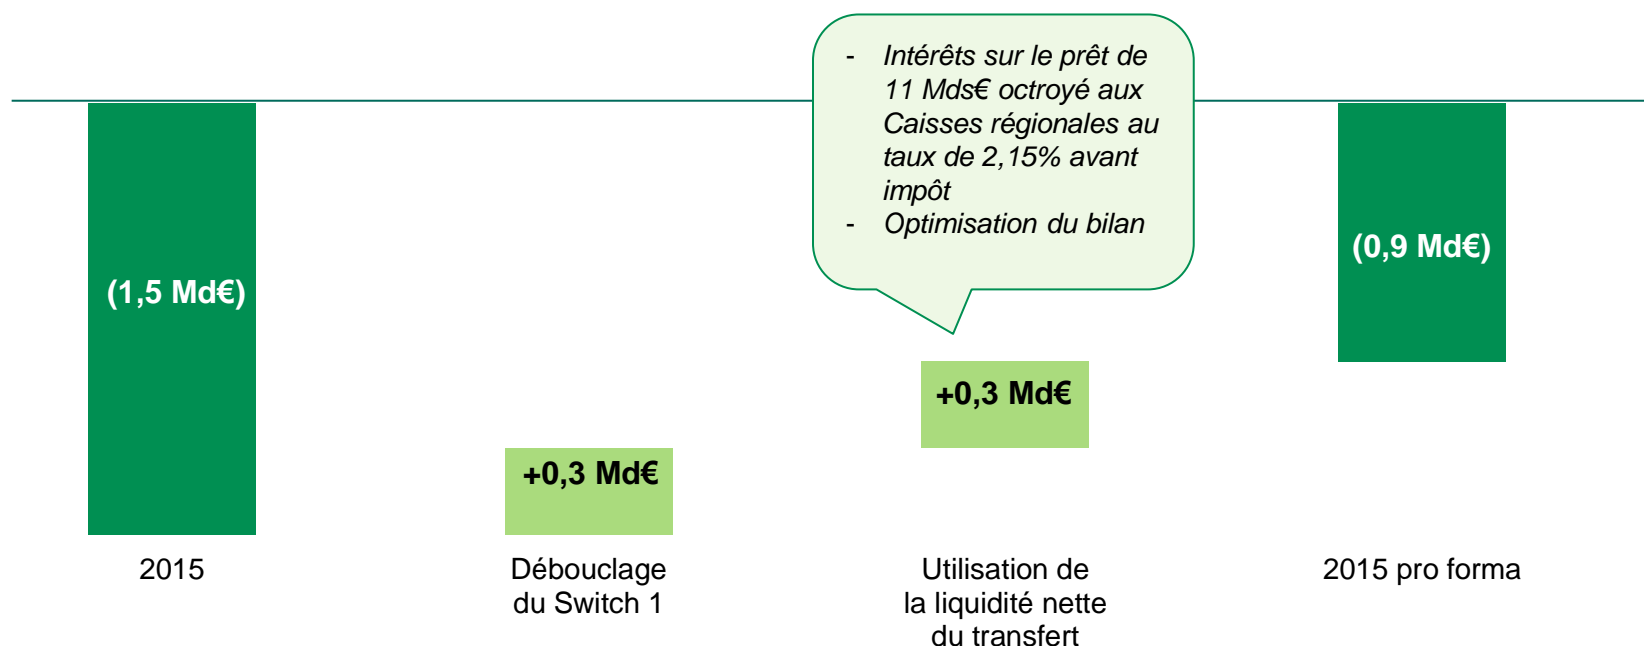 - Intérêts sur le prêt de
11 Mds€ octroyé aux
Caisses régionales au
taux de 2,15% avant
impôt
- Optimisation du bilan
(1,5 Md€)
+0,3 Md€
+0,3 Md€
(0,9 Md€)
2015
Débouclage
du Switch 1
Utilisation de
la liquidité nette
du transfert
2015 pro forma